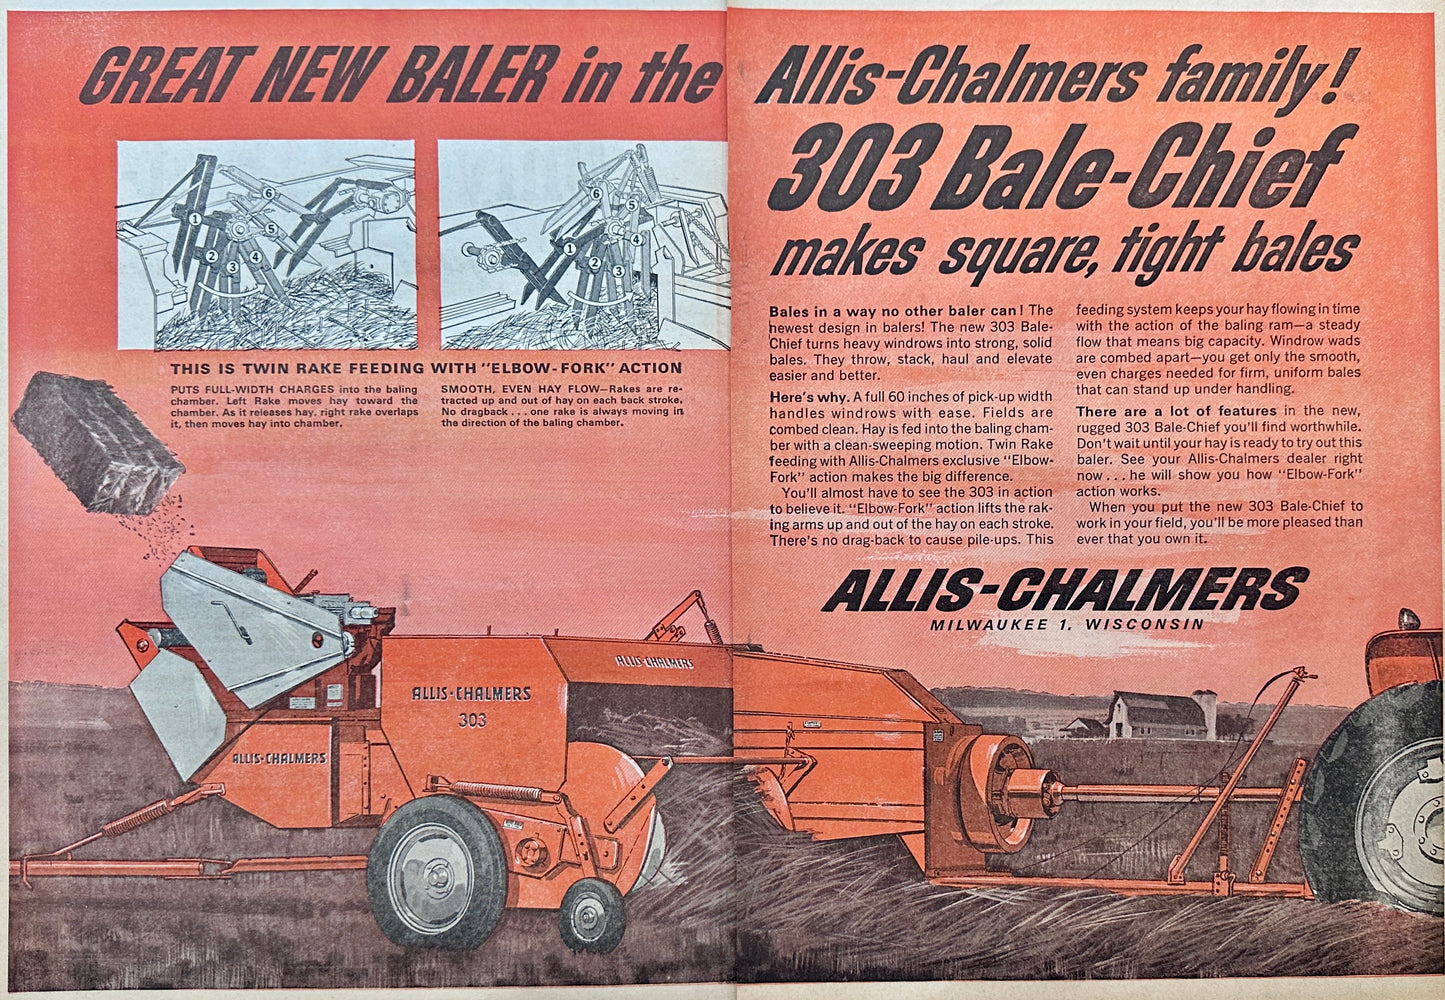 GREAT NEW BALER in the Allis-Chalmers family!
303 Bale-Chief
makes square, tight bales
1
2
3
4
5
6
1
2
3
4
5
6
THIS IS TWIN RAKE FEEDING WITH "ELBOW-FORK" ACTION
PUTS FULL-WIDTH CHARGES into the baling
chamber. Left Rake moves hay toward the
chamber. As it releases hay, right rake overlaps
it, then moves hay into chamber.
SMOOTH, EVEN HAY FLOW—Rakes are re-
tracted up and out of hay on each back stroke.
No dragback...one rake is always moving in
the direction of the baling chamber.
Bales in a way no other baler can! The
newest design in balers! The new 303 Bale-
Chief turns heavy windrows into strong, solid
bales. They throw, stack, haul and elevate
easier and better.
Here's why. A full 60 inches of pick-up width
handles windrows with ease. Fields are
combed clean. Hay is fed into the baling cham-
ber with a clean-sweeping motion. Twin Rake
feeding with Allis-Chalmers exclusive "Elbow-
Fork" action makes the big difference.
You'll almost have to see the 303 in action
to believe it. "Elbow-Fork" action lifts the rak-
ing arms up and out of the hay on each stroke.
There's no drag-back to cause pile-ups. This
feeding system keeps your hay flowing in time
with the action of the baling ram—a steady
flow that means big capacity. Windrow wads
are combed apart—you get only the smooth,
even charges needed for firm, uniform bales
that can stand up under handling.
There are a lot of features in the new,
rugged 303 Bale-Chief you'll find worthwhile.
Don't wait until your hay is ready to try out this
baler. See your Allis-Chalmers dealer right
now...he will show you how "Elbow-Fork"
action works.
When you put the new 303 Bale-Chief to
work in your field, you'll be more pleased than
ever that you own it.
ALLIS-CHALMERS
MILWAUKEE 1, WISCONSIN
ALLIS-CHALMERS
ALLIS-CHALMERS
303
ALLIS-CHALMERS